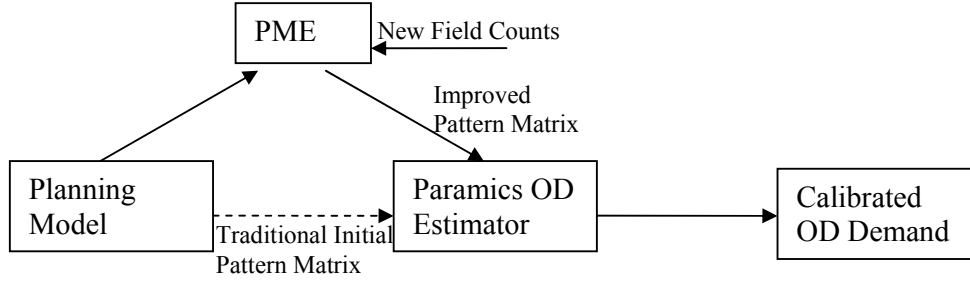 PME
New Field Counts
Improved
Pattern Matrix
Planning
Model
Traditional Initial
Pattern Matrix
Paramics OD
Estimator
Calibrated
OD Demand